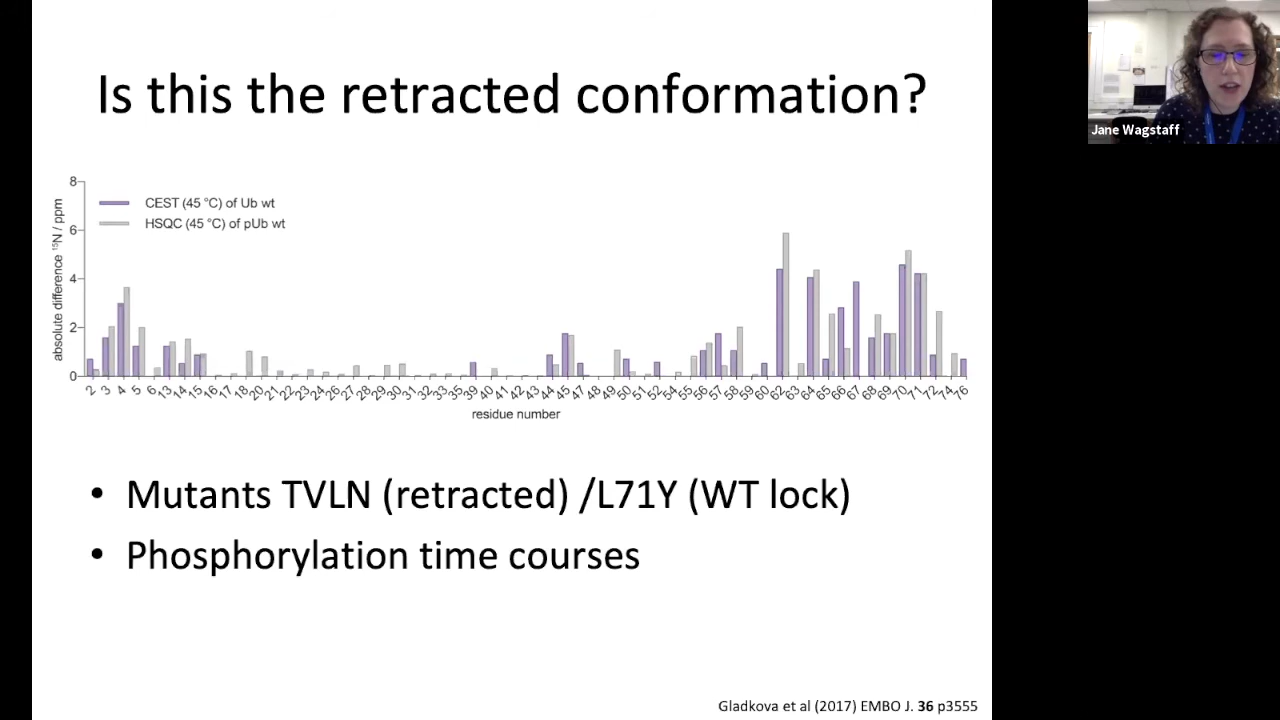 Is this the retracted conformation?
Jane Wagstaff
absolute difference ¹⁵N / ppm
8
6
4
2
0
CEST (45 °C) of Ub wt
HSQC (45 °C) of pUb wt
2 3 4 5 6 13 14 15 16 17 18 20 21 22 23 24 26 27 28 29 30 31 32 33 35 39 40 41 42 43 44 45 47 48 49 50 51 52 54 55 56 57 58 59 60 62 63 64 65 66 67 68 69 70 71 72 74 76
residue number
• Mutants TVLN (retracted) /L71Y (WT lock)
• Phosphorylation time courses
Gladkova et al (2017) EMBO J. 36 p3555